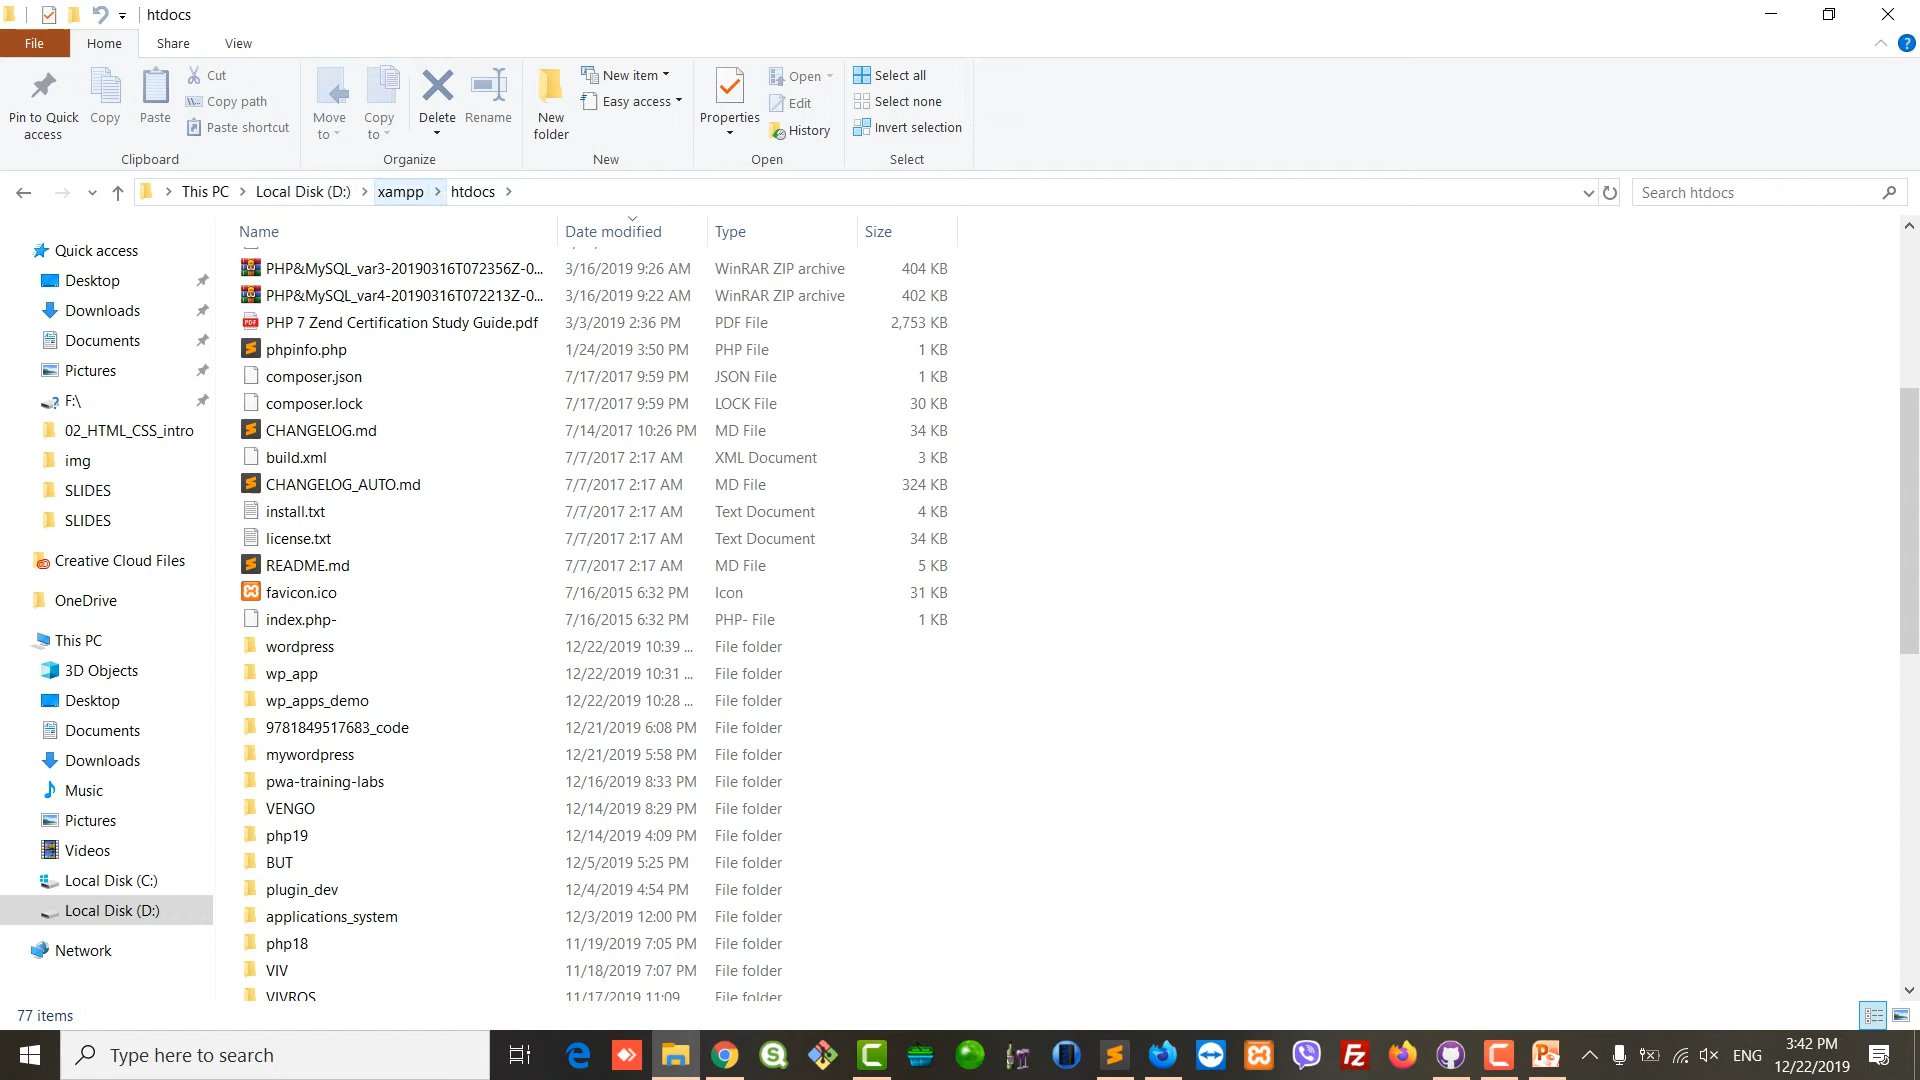 htdocs
File
Home
Share
View
Pin to Quick access
Copy
Paste
Cut
Copy path
Paste shortcut
Clipboard
Move to
Copy to
Delete
Rename
Organize
New folder
New item
Easy access
New
Properties
Open
Edit
History
Open
Select all
Select none
Invert selection
Select
This PC
Local Disk (D:)
xampp
htdocs
Search htdocs
Quick access
Desktop
Downloads
Documents
Pictures
F:\
02_HTML_CSS_intro
img
SLIDES
SLIDES
Creative Cloud Files
OneDrive
This PC
3D Objects
Desktop
Documents
Downloads
Music
Pictures
Videos
Local Disk (C:)
Local Disk (D:)
Network
Name Date modified Type Size
PHP&MySQL_var3-20190316T072356Z-0... 3/16/2019 9:26 AM WinRAR ZIP archive 404 KB
PHP&MySQL_var4-20190316T072213Z-0... 3/16/2019 9:22 AM WinRAR ZIP archive 402 KB
PHP 7 Zend Certification Study Guide.pdf 3/3/2019 2:36 PM PDF File 2,753 KB
phpinfo.php 1/24/2019 3:50 PM PHP File 1 KB
composer.json 7/17/2017 9:59 PM JSON File 1 KB
composer.lock 7/17/2017 9:59 PM LOCK File 30 KB
CHANGELOG.md 7/14/2017 10:26 PM MD File 34 KB
build.xml 7/7/2017 2:17 AM XML Document 3 KB
CHANGELOG_AUTO.md 7/7/2017 2:17 AM MD File 324 KB
install.txt 7/7/2017 2:17 AM Text Document 4 KB
license.txt 7/7/2017 2:17 AM Text Document 34 KB
README.md 7/7/2017 2:17 AM MD File 5 KB
favicon.ico 7/16/2015 6:32 PM Icon 31 KB
index.php- 7/16/2015 6:32 PM PHP- File 1 KB
wordpress 12/22/2019 10:39 ... File folder
wp_app 12/22/2019 10:31 ... File folder
wp_apps_demo 12/22/2019 10:28 ... File folder
9781849517683_code 12/21/2019 6:08 PM File folder
mywordpress 12/21/2019 5:58 PM File folder
pwa-training-labs 12/16/2019 8:33 PM File folder
VENGO 12/14/2019 8:29 PM File folder
php19 12/14/2019 4:09 PM File folder
BUT 12/5/2019 5:25 PM File folder
plugin_dev 12/4/2019 4:54 PM File folder
applications_system 12/3/2019 12:00 PM File folder
php18 11/19/2019 7:05 PM File folder
VIV 11/18/2019 7:07 PM File folder
VIVROS 11/17/2019 11:09 File folder
77 items
Type here to search
ENG
3:42 PM
12/22/2019